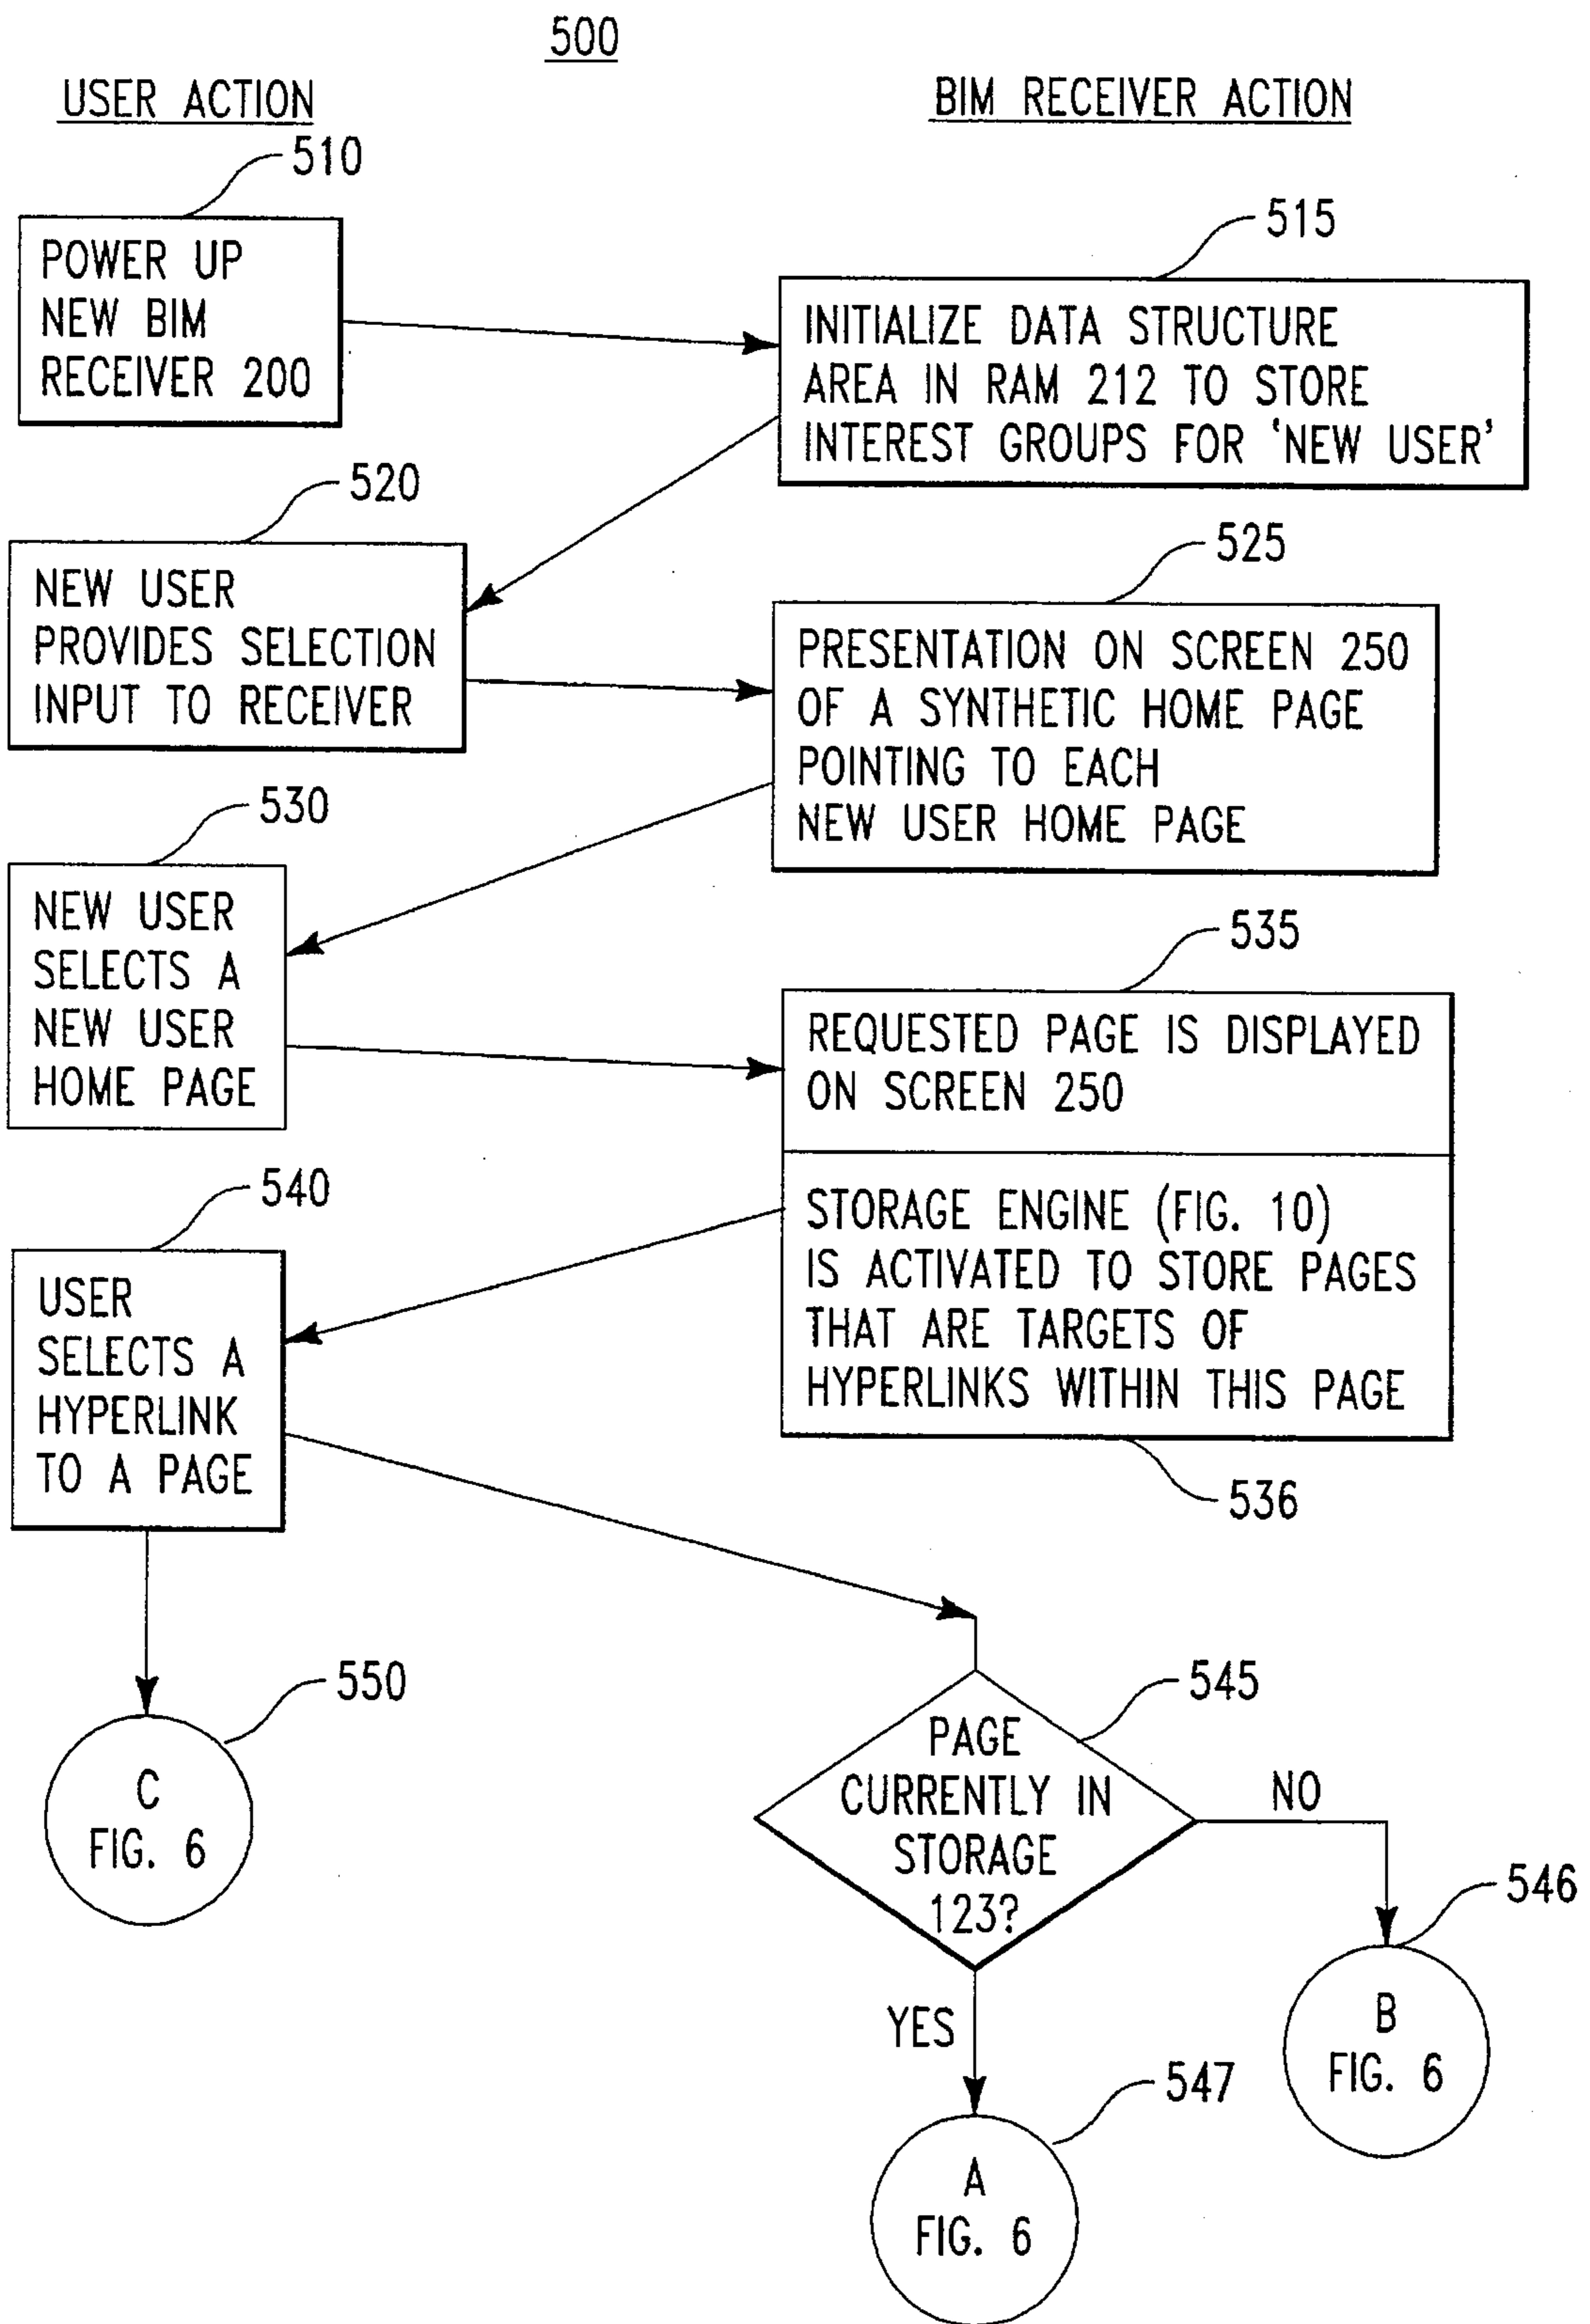 500
USER ACTION
BIM RECEIVER ACTION
510
POWER UP
NEW BIM
RECEIVER 200
515
INITIALIZE DATA STRUCTURE
AREA IN RAM 212 TO STORE
INTEREST GROUPS FOR 'NEW USER'
520
NEW USER
PROVIDES SELECTION
INPUT TO RECEIVER
525
PRESENTATION ON SCREEN 250
OF A SYNTHETIC HOME PAGE
POINTING TO EACH
NEW USER HOME PAGE
530
NEW USER
SELECTS A
NEW USER
HOME PAGE
535
REQUESTED PAGE IS DISPLAYED
ON SCREEN 250
STORAGE ENGINE (FIG. 10)
IS ACTIVATED TO STORE PAGES
THAT ARE TARGETS OF
HYPERLINKS WITHIN THIS PAGE
536
540
USER
SELECTS A
HYPERLINK
TO A PAGE
550
C
FIG. 6
545
PAGE
CURRENTLY IN
STORAGE
123?
NO
546
B
FIG. 6
YES
547
A
FIG. 6